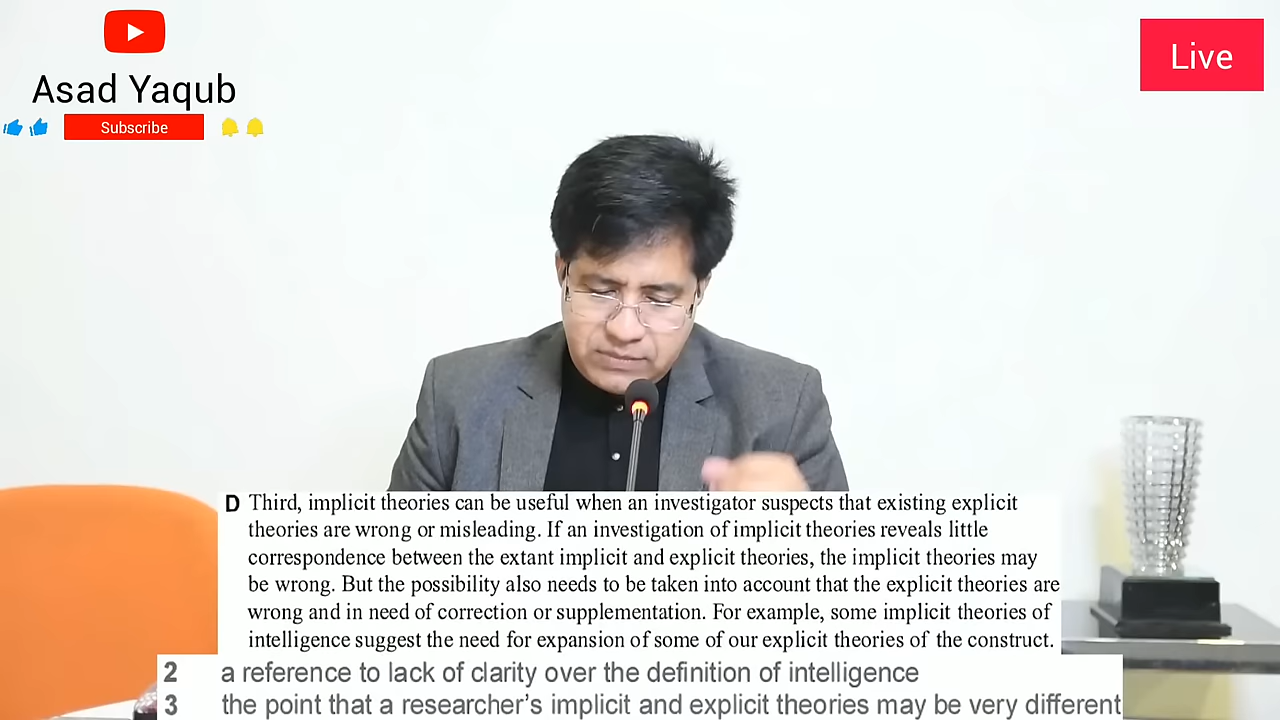 Asad Yaqub
Subscribe
Live
D Third, implicit theories can be useful when an investigator suspects that existing explicit
theories are wrong or misleading. If an investigation of implicit theories reveals little
correspondence between the extant implicit and explicit theories, the implicit theories may
be wrong. But the possibility also needs to be taken into account that the explicit theories are
wrong and in need of correction or supplementation. For example, some implicit theories of
intelligence suggest the need for expansion of some of our explicit theories of the construct.
2 a reference to lack of clarity over the definition of intelligence
3 the point that a researcher's implicit and explicit theories may be very different